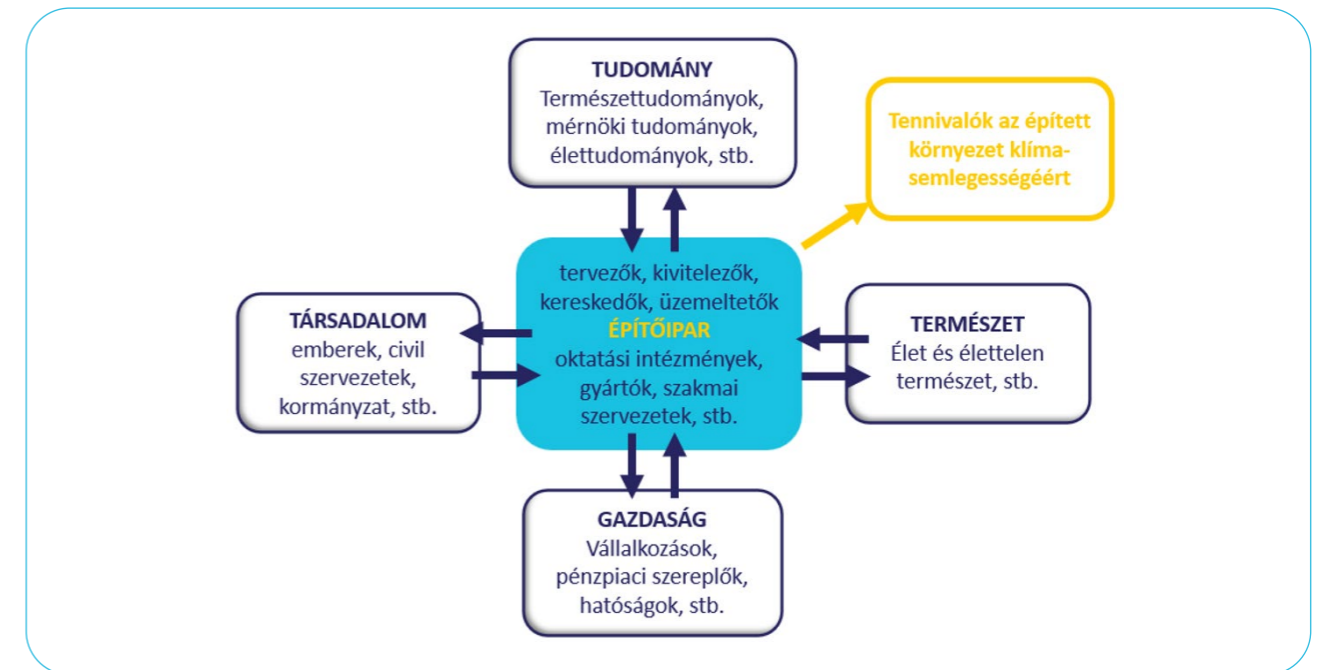 TUDOMÁNY
Természettudományok,
mérnöki tudományok,
élettudományok, stb.
Tennivalók az épített
környezet klíma-
semlegességéért
tervezők, kivitelezők,
kereskedők, üzemeltetők
ÉPÍTŐIPAR
oktatási intézmények,
gyártók, szakmai
szervezetek, stb.
TÁRSADALOM
emberek, civil
szervezetek,
kormányzat, stb.
TERMÉSZET
Élet és élettelen
természet, stb.
GAZDASÁG
Vállalkozások,
pénzpiaci szereplők,
hatóságok, stb.